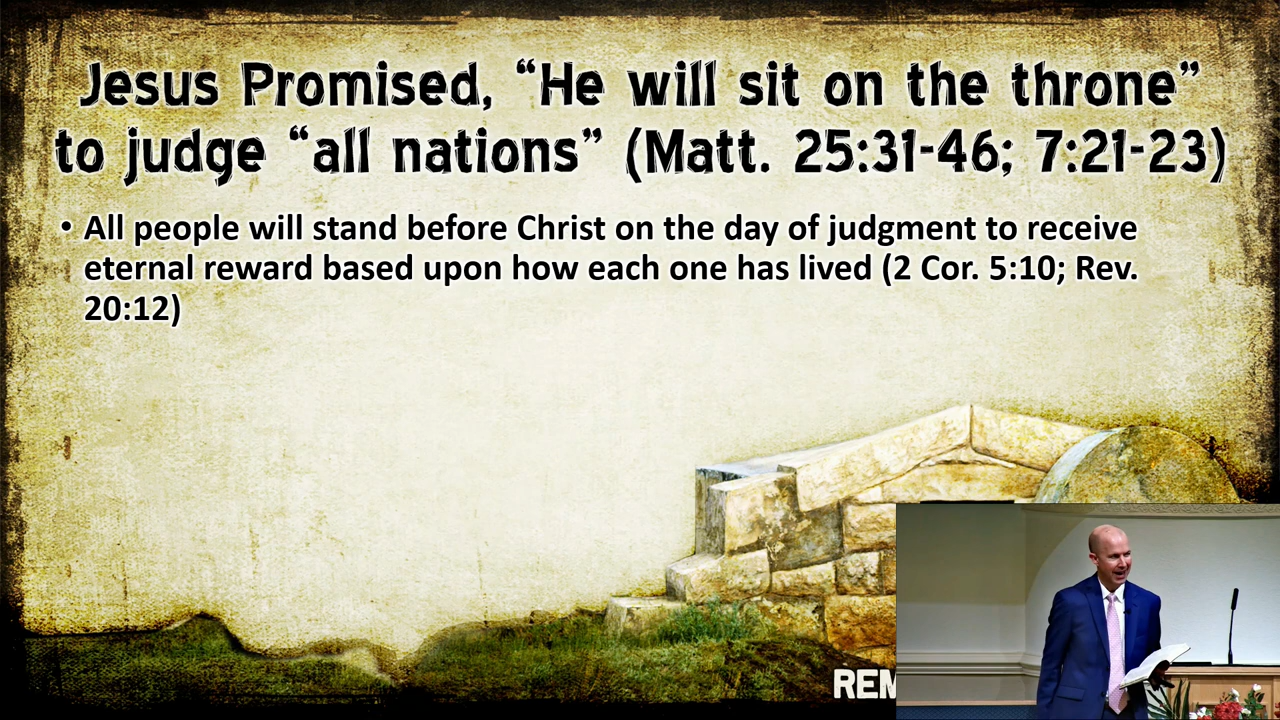 Jesus Promised, “He will sit on the throne”
to judge “all nations” (Matt. 25:31-46; 7:21-23)
• All people will stand before Christ on the day of judgment to receive
eternal reward based upon how each one has lived (2 Cor. 5:10; Rev.
20:12)